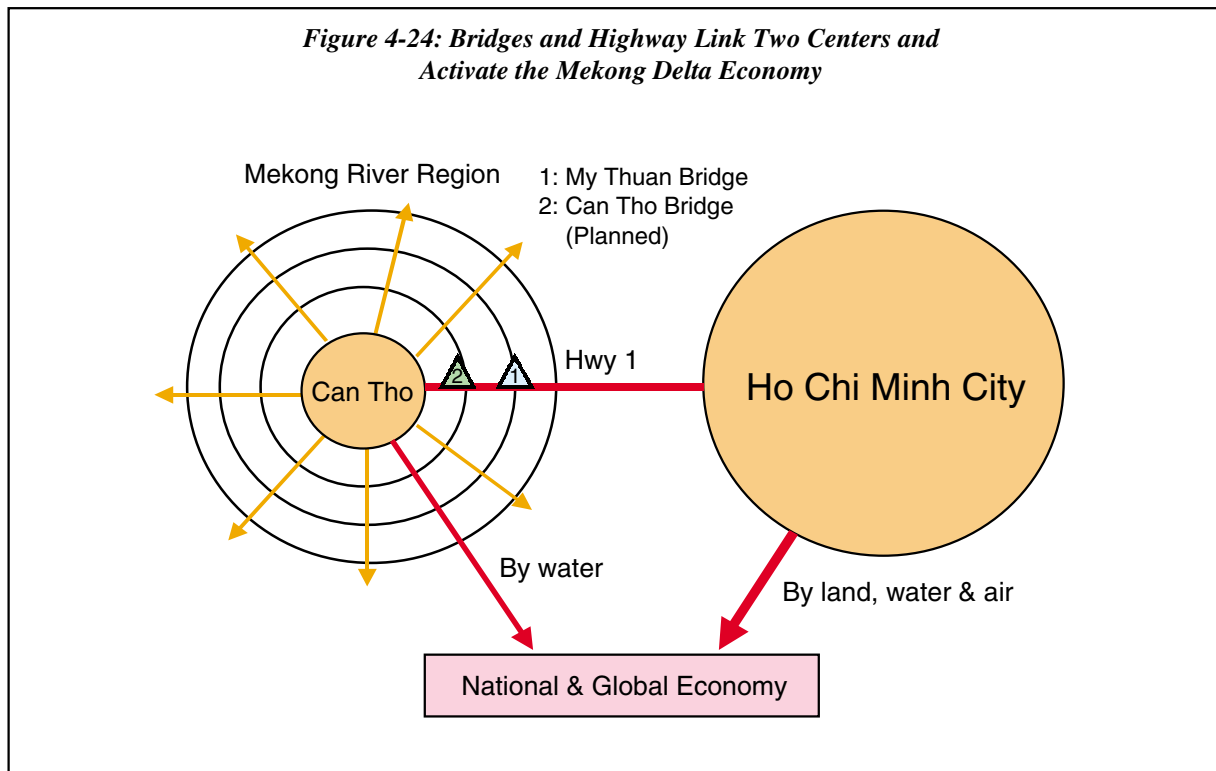 Figure 4-24: Bridges and Highway Link Two Centers and
Activate the Mekong Delta Economy
Mekong River Region
1: My Thuan Bridge
2: Can Tho Bridge
(Planned)
Hwy 1
2
1
Can Tho
Ho Chi Minh City
By water
By land, water & air
National & Global Economy